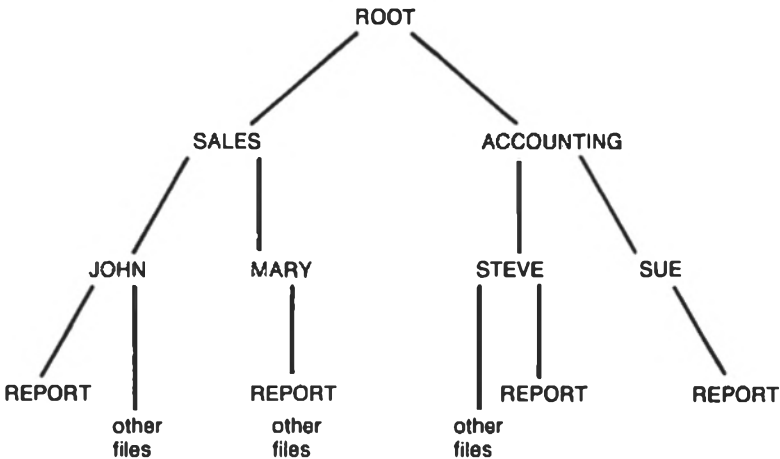 ROOT
SALES ACCOUNTING
JOHN MARY STEVE SUE
REPORT REPORT REPORT REPORT
other other other
files files files